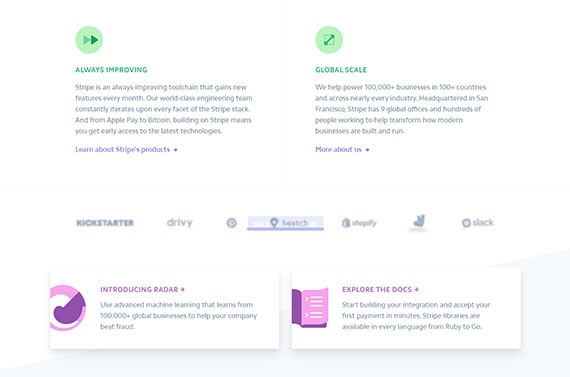 ALWAYS IMPROVING
Stripe is an always-improving toolchain that gains new
features every month. Our world-class engineering team
constantly iterates upon every facet of the Stripe stack.
And from Apple Pay to Bitcoin, building on Stripe means
you get early access to the latest technologies.
Learn about Stripe's products →
GLOBAL SCALE
We help power 100,000+ businesses in 100+ countries
and across nearly every industry. Headquartered in San
Francisco, Stripe has 9 global offices and hundreds of
people working to help transform how modern
businesses are built and run.
More about us →
KICKSTARTER
drivy
shopify
slack
INTRODUCING RADAR →
Use advanced machine learning that learns from
100,000+ global businesses to help your company
beat fraud.
EXPLORE THE DOCS →
Start building your integration and accept your
first payment in minutes. Stripe libraries are
available in every language from Ruby to Go.